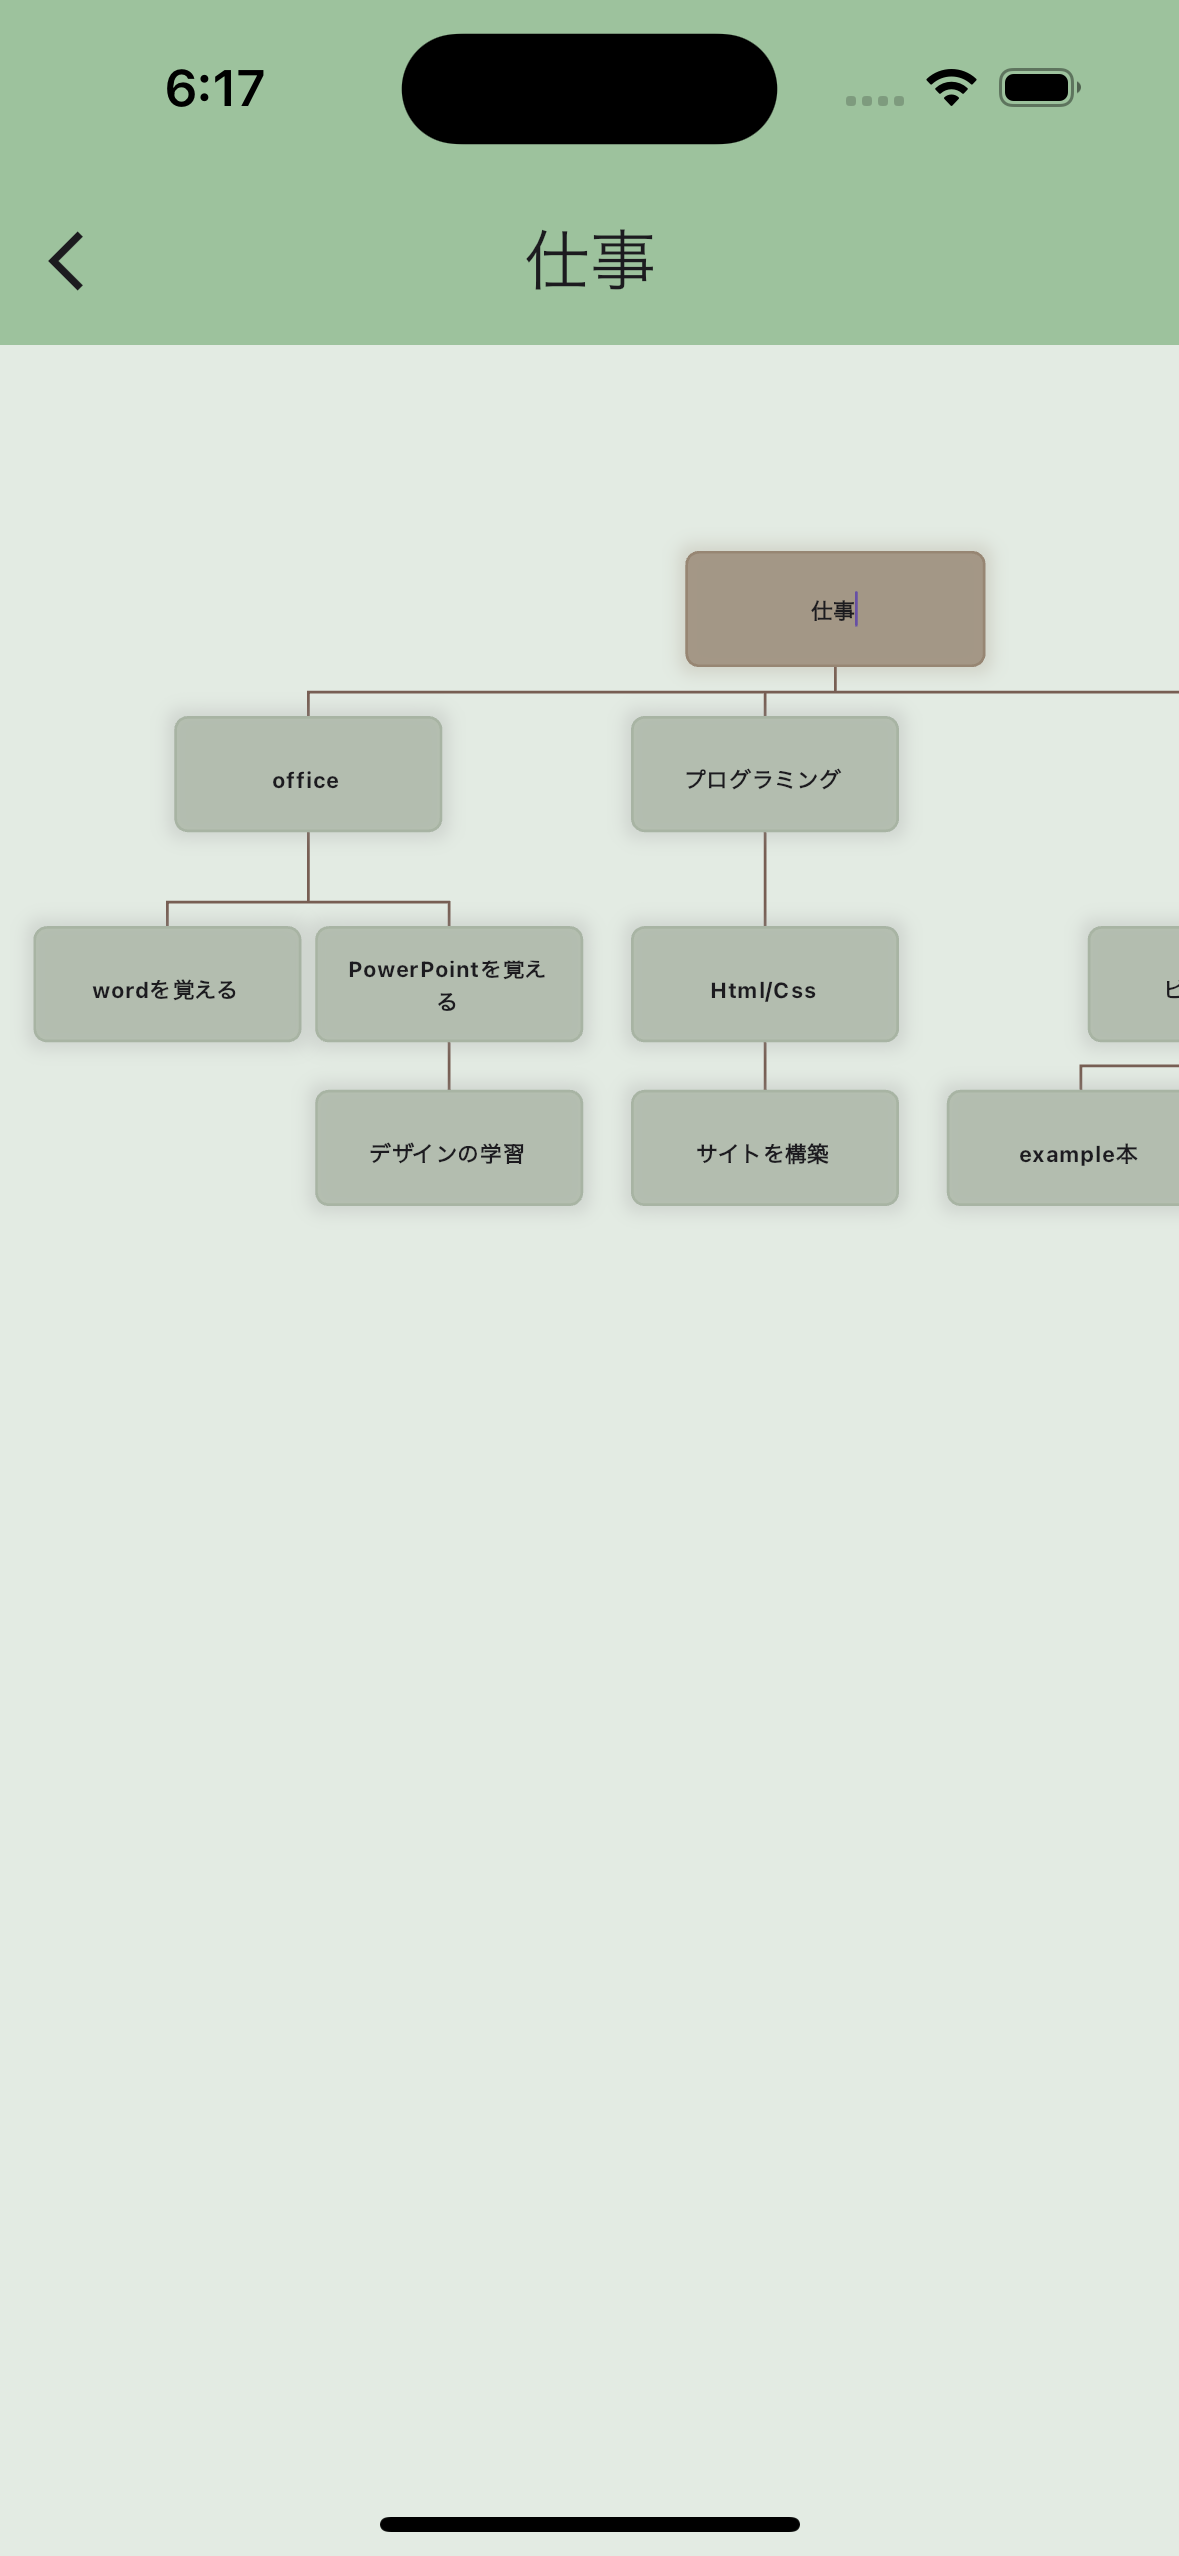 6:17
仕事
仕事
office
プログラミング
wordを覚える
PowerPointを覚え
る
Html/Css
デザインの学習
サイトを構築
example本